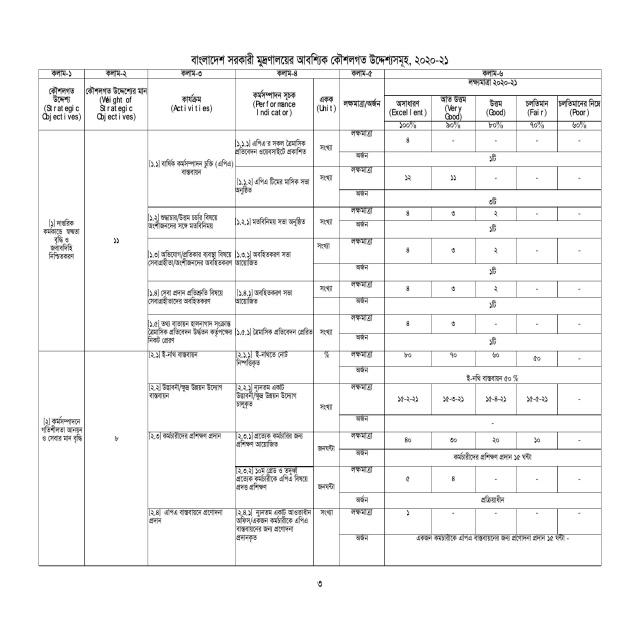 বাংলাদেশ সরকারী মুদ্রণালয়ের আবশ্যিক কৌশলগত উদ্দেশ্যসমূহ, ২০২০-২১
কলাম-১ কলাম-২ কলাম-৩ কলাম-৪ কলাম-৫ কলাম-৬
লক্ষ্যমাত্রা ২০২০-২১
কৌশলগত উদ্দেশ্য (Strategic Objectives)
কৌশলগত উদ্দেশ্যের মান (Weight of Strategic Objectives)
কার্যক্রম (Activities)
কর্মসম্পাদন সূচক (Performance Indicator)
একক (Unit)
লক্ষ্যমাত্রা/অর্জন
অসাধারণ (Excellent) অতি উত্তম (Very Good) উত্তম (Good) চলতিমান (Fair) চলতিমানের নিম্নে (Poor)
১০০% ৯০% ৮০% ৭০% ৬০%
[১] দাপ্তরিক কর্মকান্ডে স্বচ্ছতা বৃদ্ধি ও জবাবদিহি নিশ্চিতকরণ
১১
[১.১] বার্ষিক কর্মসম্পাদন চুক্তি (এপিএ) বাস্তবায়ন
[১.১.১] এপিএ'র সকল ত্রৈমাসিক প্রতিবেদন ওয়েবসাইটে প্রকাশিত
সংখ্যা লক্ষ্যমাত্রা ৪ - - - -
অর্জন ১টি
[১.১.২] এপিএ টিমের মাসিক সভা অনুষ্ঠিত
সংখ্যা লক্ষ্যমাত্রা ১২ ১১ - - -
অর্জন ৩টি
[১.২] শুদ্ধাচার/উত্তম চর্চার বিষয়ে অংশীজনদের সঙ্গে মতবিনিময়
[১.২.১] মতবিনিময় সভা অনুষ্ঠিত
সংখ্যা লক্ষ্যমাত্রা ৪ ৩ ২ - -
অর্জন ১টি
[১.৩] অভিযোগ/প্রতিকার ব্যবস্থা বিষয়ে সেবাগ্রহীতা/অংশীজনদের অবহিতকরণ
[১.৩.১] অবহিতকরণ সভা আয়োজিত
সংখ্যা লক্ষ্যমাত্রা ৪ ৩ ২ - -
অর্জন ১টি
[১.৪] সেবা প্রদান প্রতিশ্রুতি বিষয়ে সেবাগ্রহীতাদের অবহিতকরণ
[১.৪.১] অবহিতকরণ সভা আয়োজিত
সংখ্যা লক্ষ্যমাত্রা ৪ ৩ ২ - -
অর্জন ১টি
[১.৫] তথ্য বাতায়ন হালনাগাদ সংক্রান্ত ত্রৈমাসিক প্রতিবেদন উর্দ্ধতন কর্তৃপক্ষের নিকট প্রেরণ
[১.৫.১] ত্রৈমাসিক প্রতিবেদন প্রেরিত
সংখ্যা লক্ষ্যমাত্রা ৪ ৩ - - -
অর্জন ১টি
[২] কর্মসম্পাদনে গতিশীলতা আনয়ন ও সেবার মান বৃদ্ধি
৮
[২.১] ই-নথি বাস্তবায়ন
[২.১.১] ই-নথিতে নোট নিষ্পত্তিকৃত
% লক্ষ্যমাত্রা ৮০ ৭০ ৬০ ৫০ -
অর্জন ই-নথি বাস্তবায়ন ৫০ %
[২.২] উদ্ভাবনী/ক্ষুদ্র উন্নয়ন উদ্যোগ বাস্তবায়ন
[২.২.১] ন্যূনতম একটি উদ্ভাবনী/ক্ষুদ্র উন্নয়ন উদ্যোগ চালুকৃত
সংখ্যা লক্ষ্যমাত্রা ১৫-২-২১ ১৫-৩-২১ ১৫-৪-২১ ১৫-৫-২১ -
অর্জন -
[২.৩] কর্মচারীদের প্রশিক্ষণ প্রদান
[২.৩.১] প্রত্যেক কর্মচারির জন্য প্রশিক্ষণ আয়োজিত
জনঘন্টা লক্ষ্যমাত্রা ৪০ ৩০ ২০ ১০ -
অর্জন কর্মচারীদের প্রশিক্ষণ প্রদান ১৫ ঘন্টা
[২.৩.২] ১০ম গ্রেড ও তদূর্ধ্ব প্রত্যেক কর্মচারীকে এপিএ বিষয়ে প্রদত্ত প্রশিক্ষণ
জনঘন্টা লক্ষ্যমাত্রা ৫ ৪ - - -
অর্জন প্রক্রিয়াধীন
[২.৪] এপিএ বাস্তবায়নে প্রণোদনা প্রদান
[২.৪.১] ন্যূনতম একটি আওতাধীন অফিস/একজন কর্মচারীকে এপিএ বাস্তবায়নের জন্য প্রণোদনা প্রদানকৃত
সংখ্যা লক্ষ্যমাত্রা ১ - - - -
অর্জন একজন কর্মচারীকে এপিএ বাস্তবায়নের জন্য প্রণোদনা প্রদান ১৫ ঘন্টা -
৩